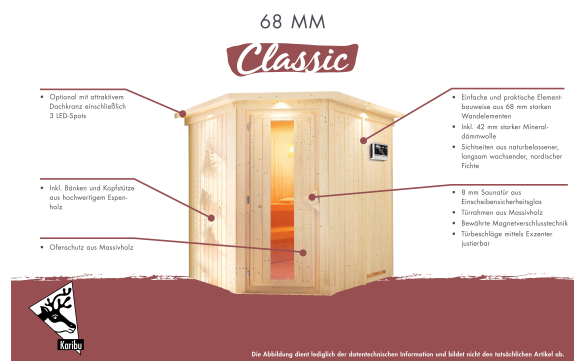 68 MM
Classic
• Optional mit attraktivem
Dachkranz einschließlich
3 LED-Spots
• Inkl. Bänken und Kopfstütze
aus hochwertigem Espen-
holz
• Ofenschutz aus Massivholz
• Einfache und praktische Element-
bauweise aus 68 mm starken
Wandelementen
• Inkl. 42 mm starker Mineral-
dämmwolle
• Sichtseiten aus naturbelassener,
langsam wachsender, nordischer
Fichte
• 8 mm Saunatür aus
Einscheibensicherheitsglas
• Türrahmen aus Massivholz
• Bewährte Magnetverschlusstechnik
• Türbeschläge mittels Exzenter
justierbar
Karibu
Die Abbildung dient lediglich der datentechnischen Information und bildet nicht den tatsächlichen Artikel ab.